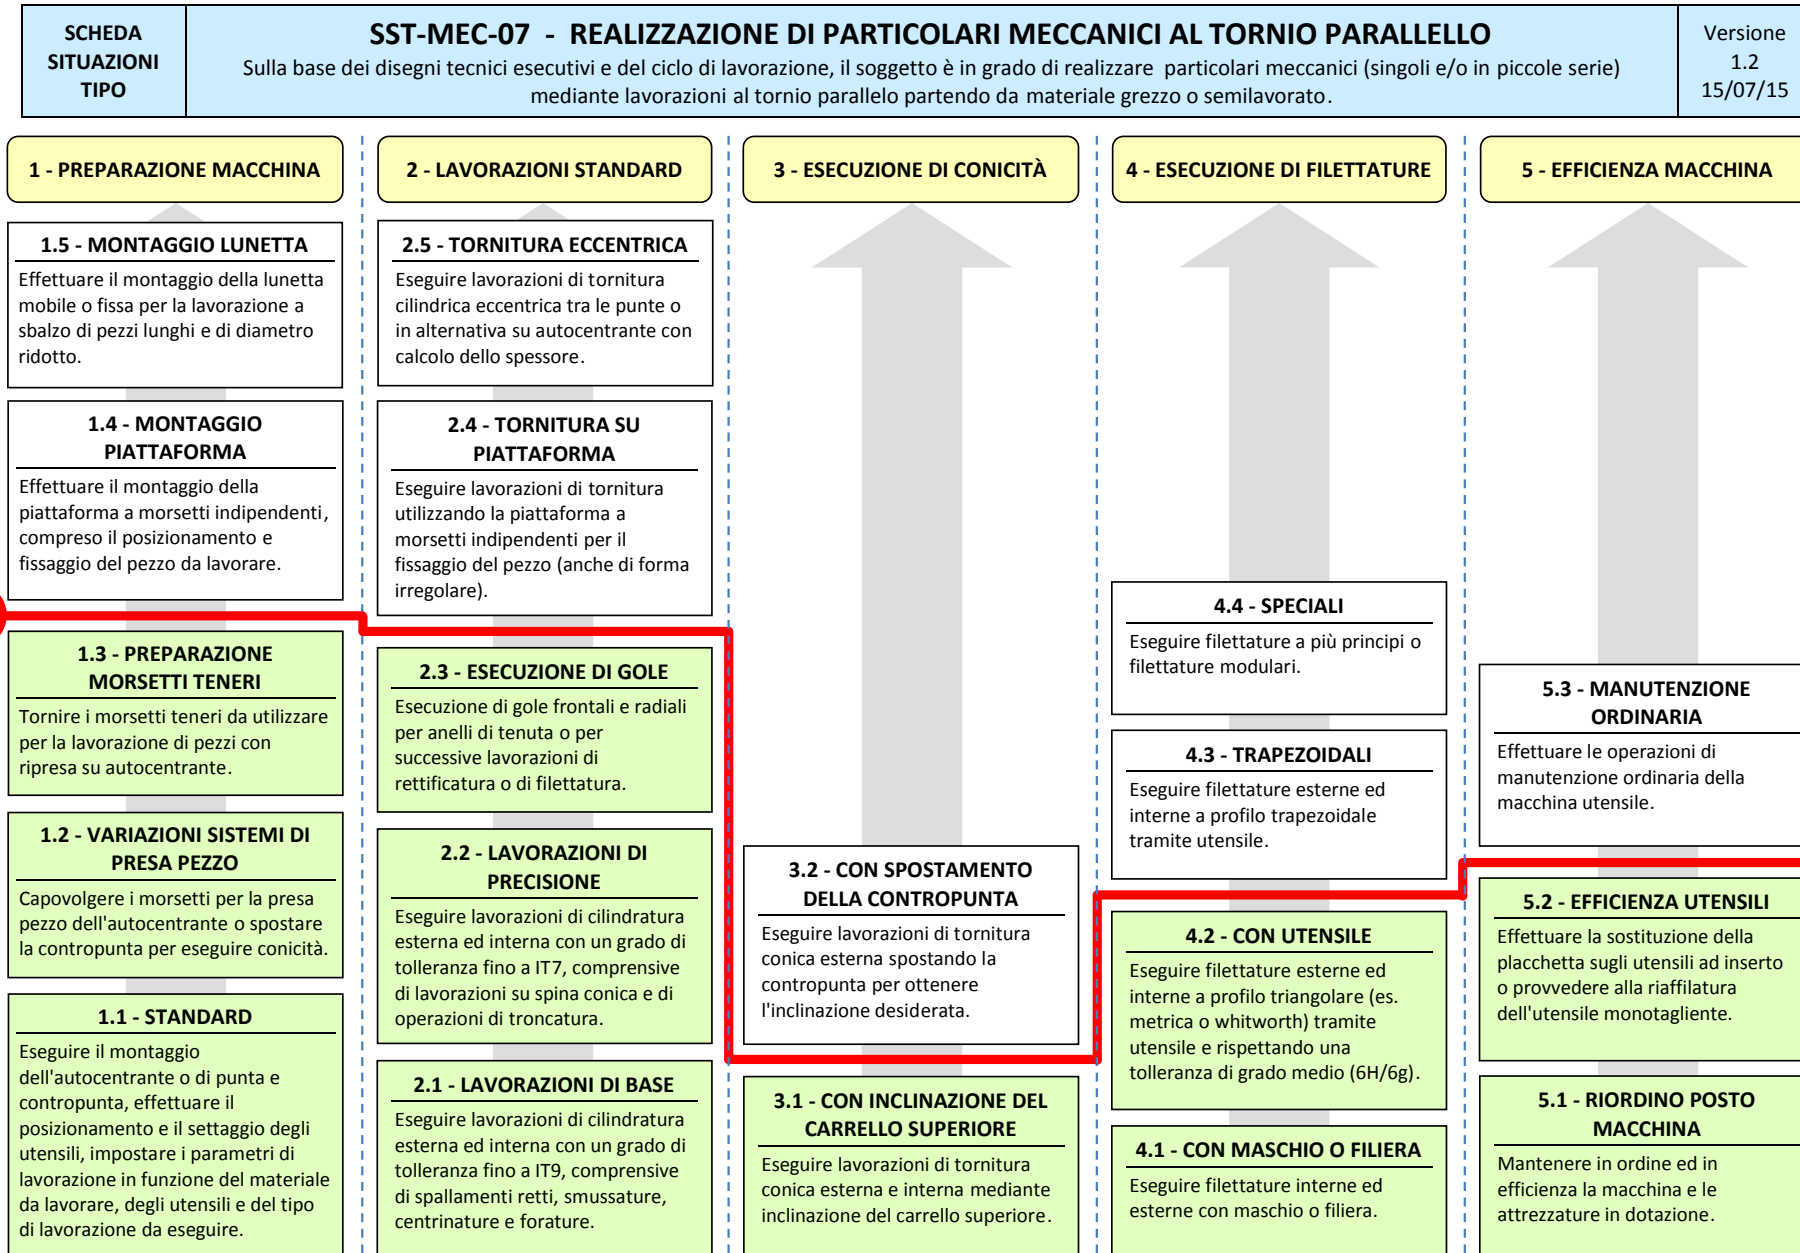 SCHEDA
SITUAZIONI
TIPO
SST-MEC-07 - REALIZZAZIONE DI PARTICOLARI MECCANICI AL TORNIO PARALLELLO
Sulla base dei disegni tecnici esecutivi e del ciclo di lavorazione, il soggetto è in grado di realizzare particolari meccanici (singoli e/o in piccole serie)
mediante lavorazioni al tornio parallelo partendo da materiale grezzo o semilavorato.
Versione
1.2
15/07/15
1 - PREPARAZIONE MACCHINA
1.5 - MONTAGGIO LUNETTA
Effettuare il montaggio della lunetta
mobile o fissa per la lavorazione a
sbalzo di pezzi lunghi e di diametro
ridotto.
1.4 - MONTAGGIO
PIATTAFORMA
Effettuare il montaggio della
piattaforma a morsetti indipendenti,
compreso il posizionamento e
fissaggio del pezzo da lavorare.
1.3 - PREPARAZIONE
MORSETTI TENERI
Tornire i morsetti teneri da utilizzare
per la lavorazione di pezzi con
ripresa su autocentrante.
1.2 - VARIAZIONI SISTEMI DI
PRESA PEZZO
Capovolgere i morsetti per la presa
pezzo dell'autocentrante o spostare
la contropunta per eseguire conicità.
1.1 - STANDARD
Eseguire il montaggio
dell'autocentrante o di punta e
contropunta, effettuare il
posizionamento e il settaggio degli
utensili, impostare i parametri di
lavorazione in funzione del materiale
da lavorare, degli utensili e del tipo
di lavorazione da eseguire.
2 - LAVORAZIONI STANDARD
2.5 - TORNITURA ECCENTRICA
Eseguire lavorazioni di tornitura
cilindrica eccentrica tra le punte o
in alternativa su autocentrante con
calcolo dello spessore.
2.4 - TORNITURA SU
PIATTAFORMA
Eseguire lavorazioni di tornitura
utilizzando la piattaforma a
morsetti indipendenti per il
fissaggio del pezzo (anche di forma
irregolare).
2.3 - ESECUZIONE DI GOLE
Esecuzione di gole frontali e radiali
per anelli di tenuta o per
successive lavorazioni di
rettificatura o di filettatura.
2.2 - LAVORAZIONI DI
PRECISIONE
Eseguire lavorazioni di cilindratura
esterna ed interna con un grado di
tolleranza fino a IT7, comprensive
di lavorazioni su spina conica e di
operazioni di troncatura.
2.1 - LAVORAZIONI DI BASE
Eseguire lavorazioni di cilindratura
esterna ed interna con un grado di
tolleranza fino a IT9, comprensive
di spallamenti retti, smussature,
centrinature e forature.
3 - ESECUZIONE DI CONICITÀ
3.2 - CON SPOSTAMENTO
DELLA CONTROPUNTA
Eseguire lavorazioni di tornitura
conica esterna spostando la
contropunta per ottenere
l'inclinazione desiderata.
3.1 - CON INCLINAZIONE DEL
CARRELLO SUPERIORE
Eseguire lavorazioni di tornitura
conica esterna e interna mediante
inclinazione del carrello superiore.
4 - ESECUZIONE DI FILETTATURE
4.4 - SPECIALI
Eseguire filettature a più principi o
filettature modulari.
4.3 - TRAPEZOIDALI
Eseguire filettature esterne ed
interne a profilo trapezoidale
tramite utensile.
4.2 - CON UTENSILE
Eseguire filettature esterne ed
interne a profilo triangolare (es.
metrica o whitworth) tramite
utensile e rispettando una
tolleranza di grado medio (6H/6g).
4.1 - CON MASCHIO O FILIERA
Eseguire filettature interne ed
esterne con maschio o filiera.
5 - EFFICIENZA MACCHINA
5.3 - MANUTENZIONE
ORDINARIA
Effettuare le operazioni di
manutenzione ordinaria della
macchina utensile.
5.2 - EFFICIENZA UTENSILI
Effettuare la sostituzione della
placchetta sugli utensili ad inserto
o provvedere alla riaffilatura
dell'utensile monotagliente.
5.1 - RIORDINO POSTO
MACCHINA
Mantenere in ordine ed in
efficienza la macchina e le
attrezzature in dotazione.